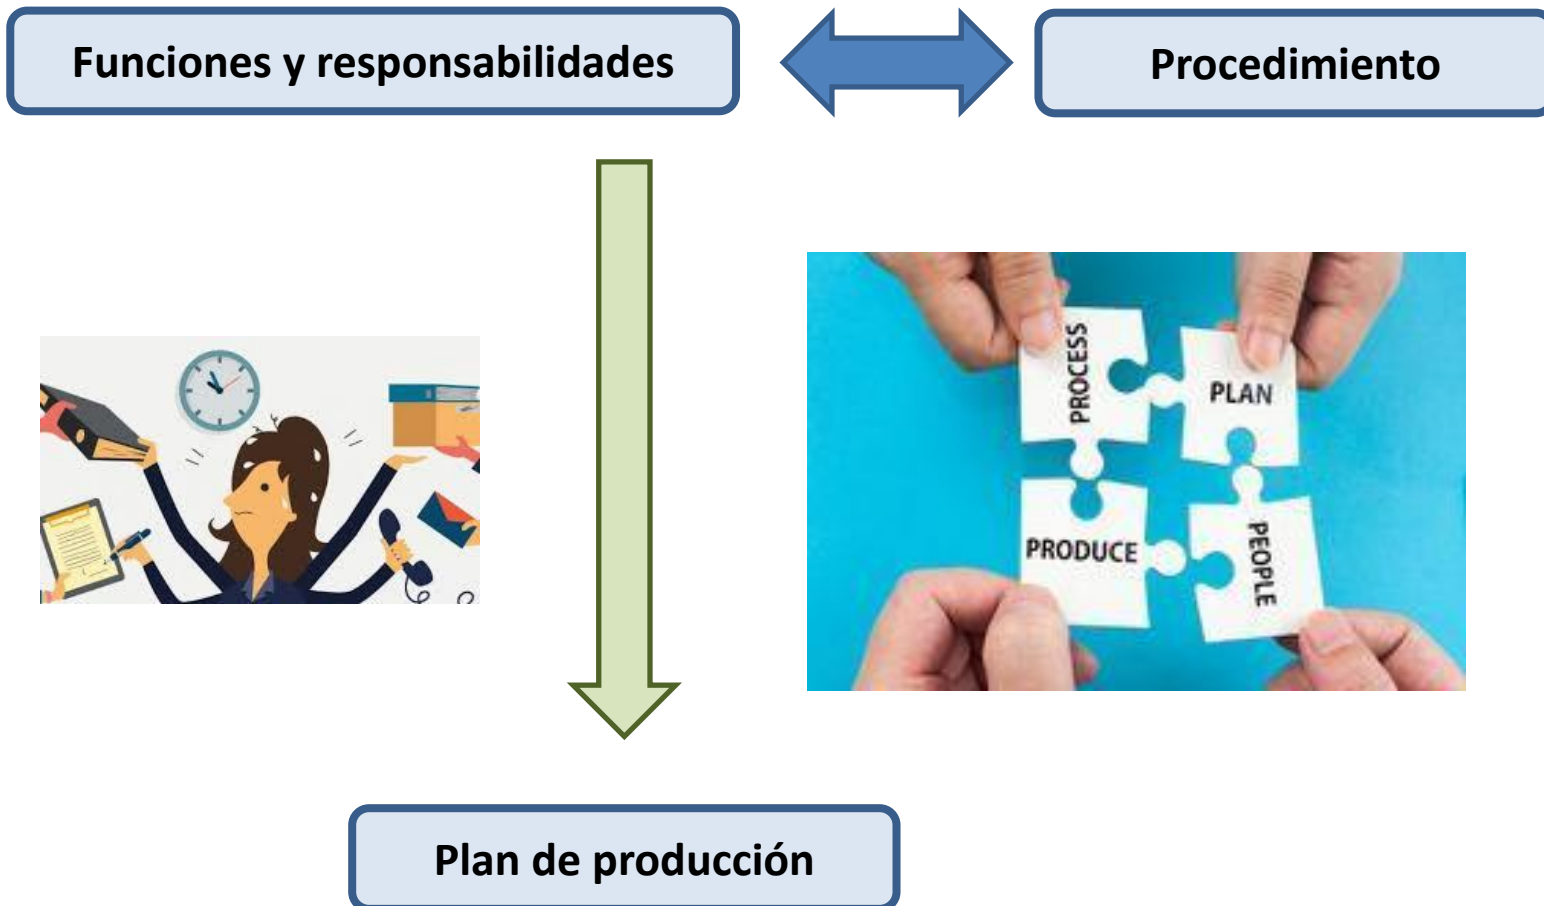 Funciones y responsabilidades
Procedimiento
PROCESS
PLAN
PRODUCE
PEOPLE
Plan de producción